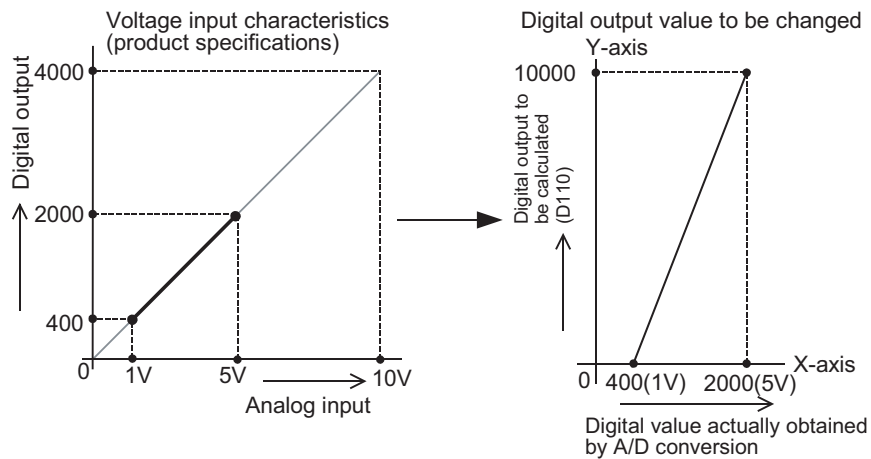 Voltage input characteristics
(product specifications)
Digital output
4000
2000
400
0
1V
5V
10V
Analog input
Digital output value to be changed
Y-axis
10000
Digital output to
be calculated
(D110)
X-axis
0
400(1V)
2000(5V)
Digital value actually obtained
by A/D conversion